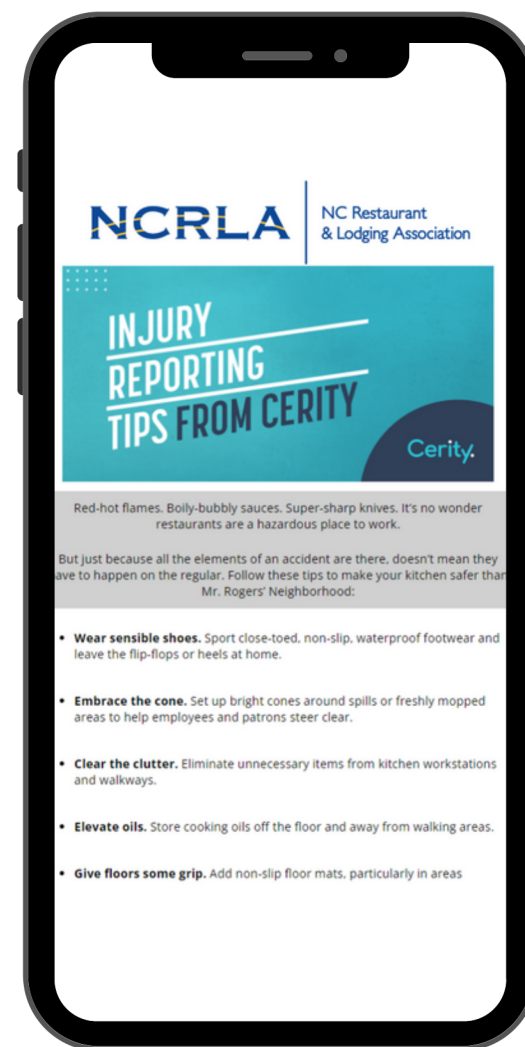 NCRLA
NC Restaurant
& Lodging Association
INJURY
REPORTING
TIPS FROM CERITY
Cerity.
Red-hot flames. Boily-bubbly sauces. Super-sharp knives. It's no wonder
restaurants are a hazardous place to work.
But just because all the elements of an accident are there, doesn't mean they
ave to happen on the regular. Follow these tips to make your kitchen safer than
Mr. Rogers' Neighborhood:
• Wear sensible shoes. Sport close-toed, non-slip, waterproof footwear and
leave the flip-flops or heels at home.
• Embrace the cone. Set up bright cones around spills or freshly mopped
areas to help employees and patrons steer clear.
• Clear the clutter. Eliminate unnecessary items from kitchen workstations
and walkways.
• Elevate oils. Store cooking oils off the floor and away from walking areas.
• Give floors some grip. Add non-slip floor mats, particularly in areas